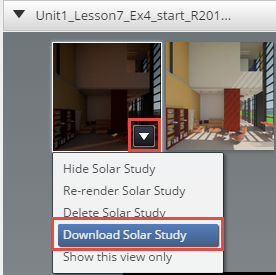 Unit1_Lesson7_Ex4_start_R201...
Hide Solar Study
Re-render Solar Study
Delete Solar Study
Download Solar Study
Show this view only